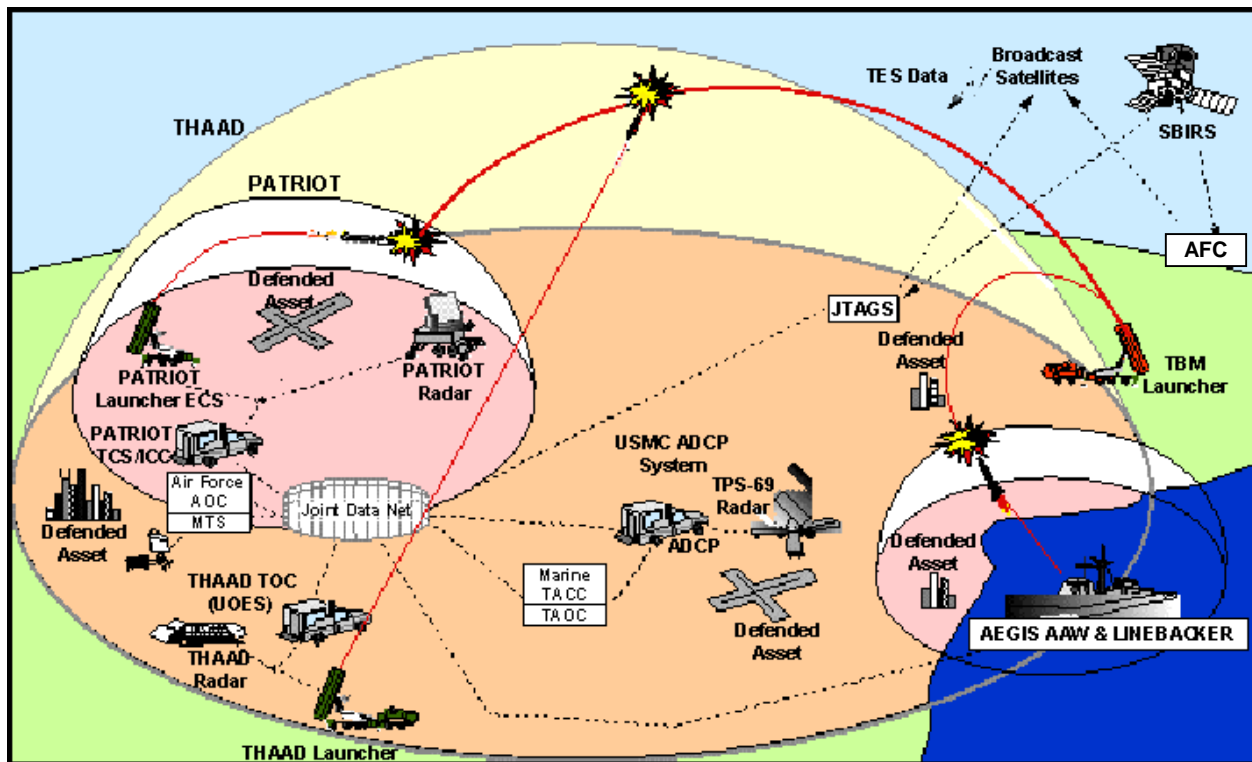 THAAD
PATRIOT
TES Data
Broadcast
Satellites
SBIRS
AFC
JTAGS
Defended
Asset
TBM
Launcher
Defended
Asset
PATRIOT
Launcher ECS
PATRIOT
Radar
PATRIOT
TCS/ICC
Air Force
AOC
MTS
Joint Data Net
Defended
Asset
USMC ADCP
System
TPS-69
Radar
ADCP
Marine
TACC
TAOC
Defended
Asset
Defended
Asset
AEGIS AAW & LINEBACKER
THAAD TOC
(UOES)
THAAD
Radar
THAAD Launcher